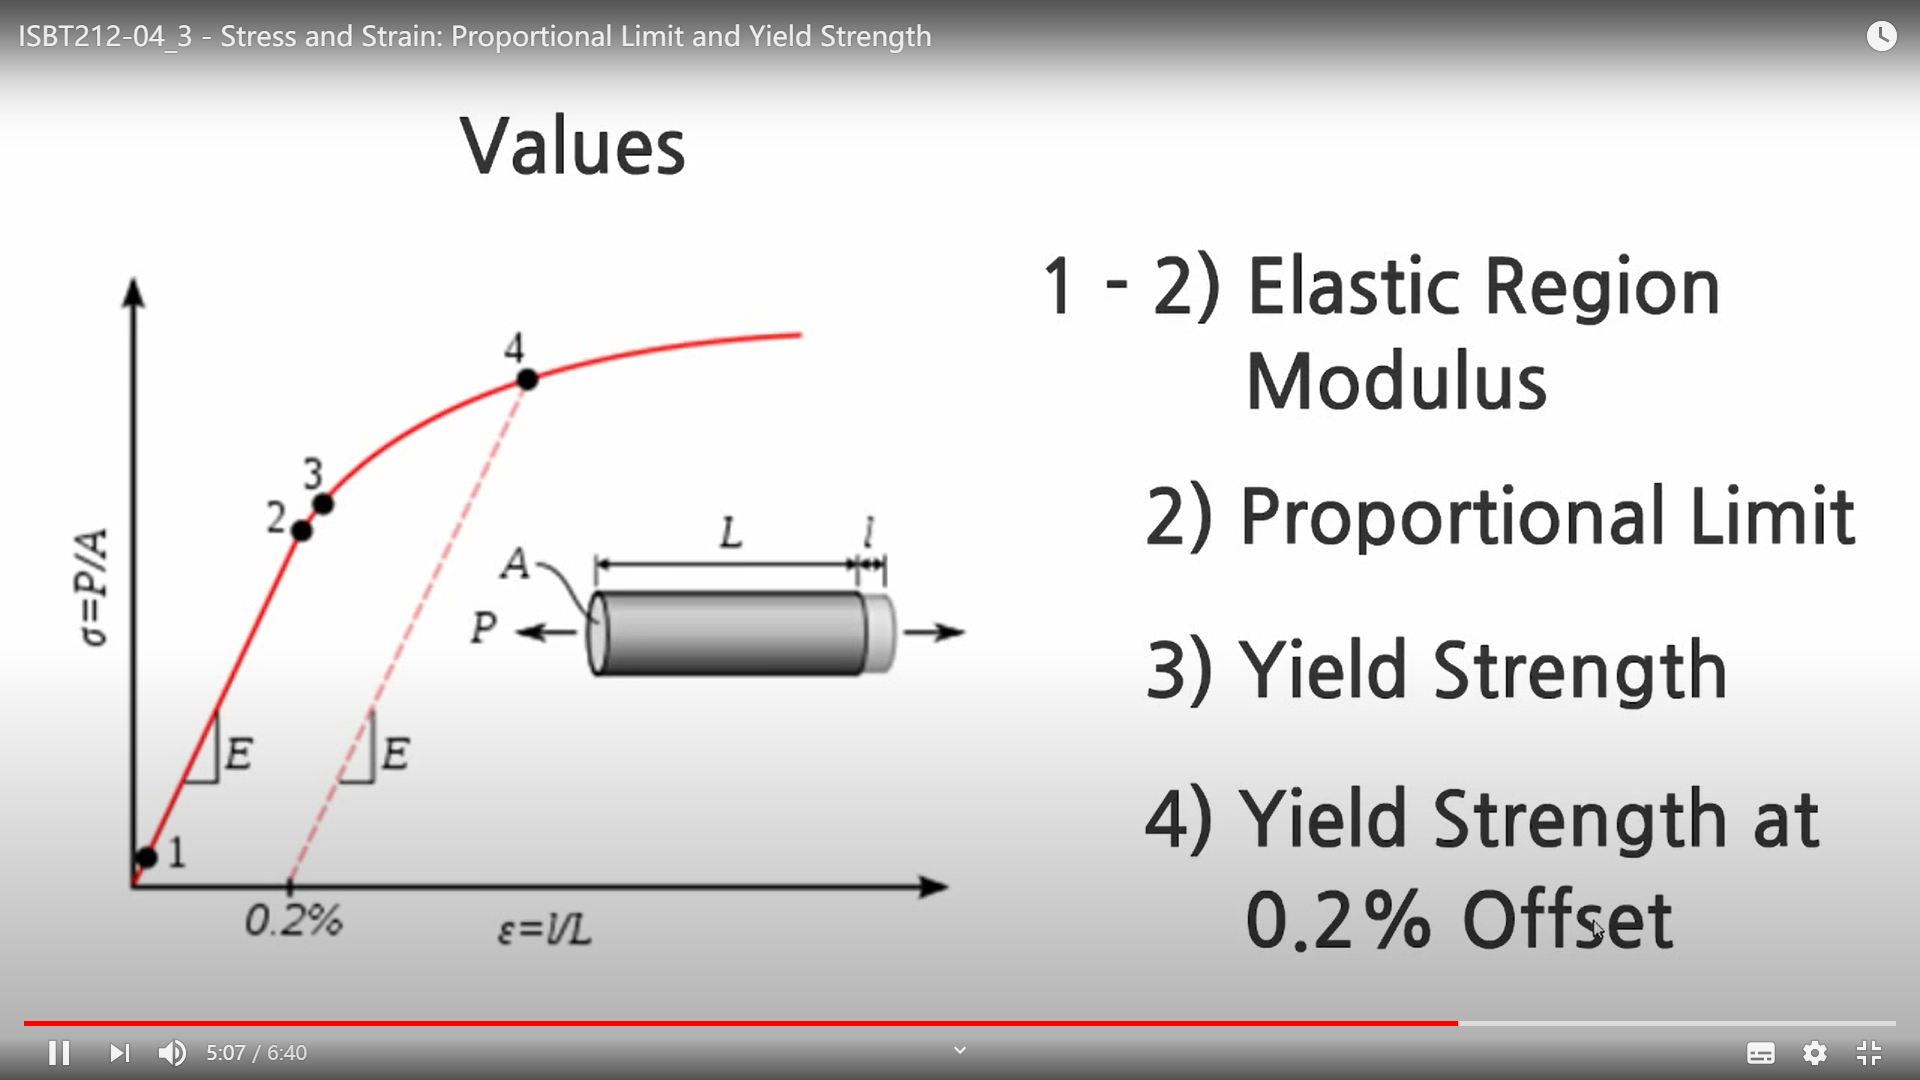 ISBT212-04_3 - Stress and Strain: Proportional Limit and Yield Strength
Values
1 - 2) Elastic Region
Modulus
2) Proportional Limit
3) Yield Strength
4) Yield Strength at
0.2% Offset
4
3
2
1
σ=P/A
E
E
0.2%
ε=l/L
A
P
L
l
5:07 / 6:40